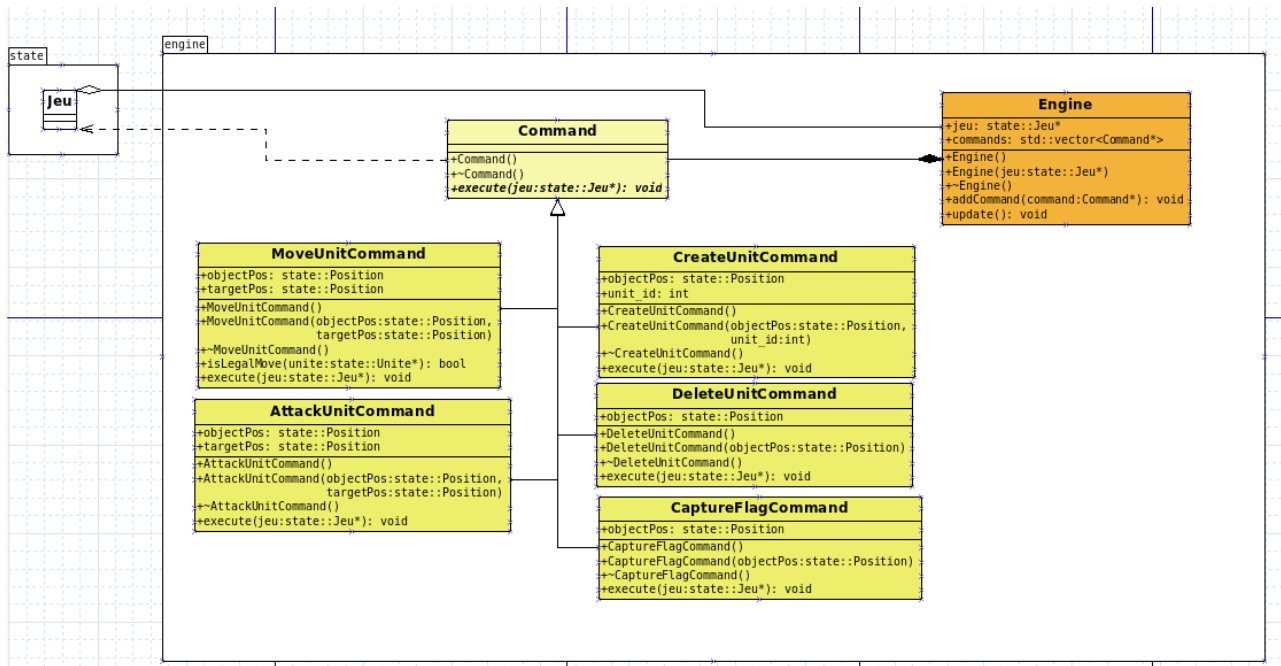 state
Jeu
engine
Command
+Command()
+~Command()
+execute(jeu:state::Jeu*): void
Engine
+jeu: state::Jeu*
+commands: std::vector<Command*>
+Engine()
+Engine(jeu:state::Jeu*)
+~Engine()
+addCommand(command:Command*): void
+update(): void
MoveUnitCommand
+objectPos: state::Position
+targetPos: state::Position
+MoveUnitCommand()
+MoveUnitCommand(objectPos:state::Position,
targetPos:state::Position)
+~MoveUnitCommand()
+isLegalMove(unite:state::Unite*): bool
+execute(jeu:state::Jeu*): void
CreateUnitCommand
+objectPos: state::Position
+unit_id: int
+CreateUnitCommand()
+CreateUnitCommand(objectPos:state::Position,
unit_id:int)
+~CreateUnitCommand()
+execute(jeu:state::Jeu*): void
AttackUnitCommand
+objectPos: state::Position
+targetPos: state::Position
+AttackUnitCommand()
+AttackUnitCommand(objectPos:state::Position,
targetPos:state::Position)
+~AttackUnitCommand()
+execute(jeu:state::Jeu*): void
DeleteUnitCommand
+objectPos: state::Position
+DeleteUnitCommand()
+DeleteUnitCommand(objectPos:state::Position)
+~DeleteUnitCommand()
+execute(jeu:state::Jeu*): void
CaptureFlagCommand
+objectPos: state::Position
+CaptureFlagCommand()
+CaptureFlagCommand(objectPos:state::Position)
+~CaptureFlagCommand()
+execute(jeu:state::Jeu*): void